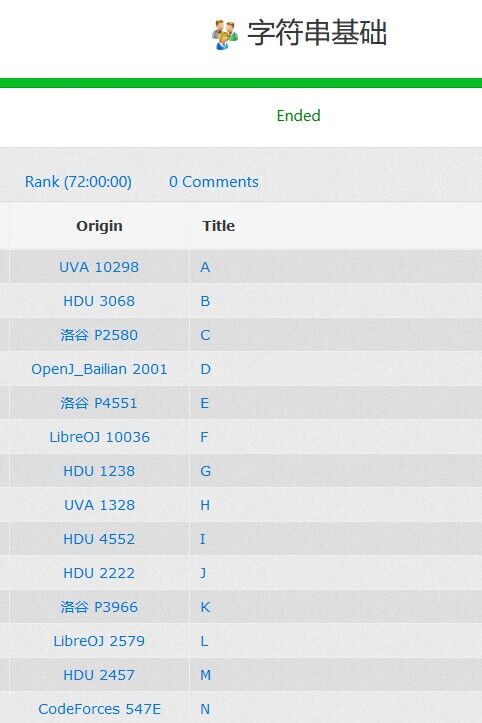 字符串基础
Ended
Rank (72:00:00) 0 Comments
Origin Title
UVA 10298 A
HDU 3068 B
洛谷 P2580 C
OpenJ_Bailian 2001 D
洛谷 P4551 E
LibreOJ 10036 F
HDU 1238 G
UVA 1328 H
HDU 4552 I
HDU 2222 J
洛谷 P3966 K
LibreOJ 2579 L
HDU 2457 M
CodeForces 547E N